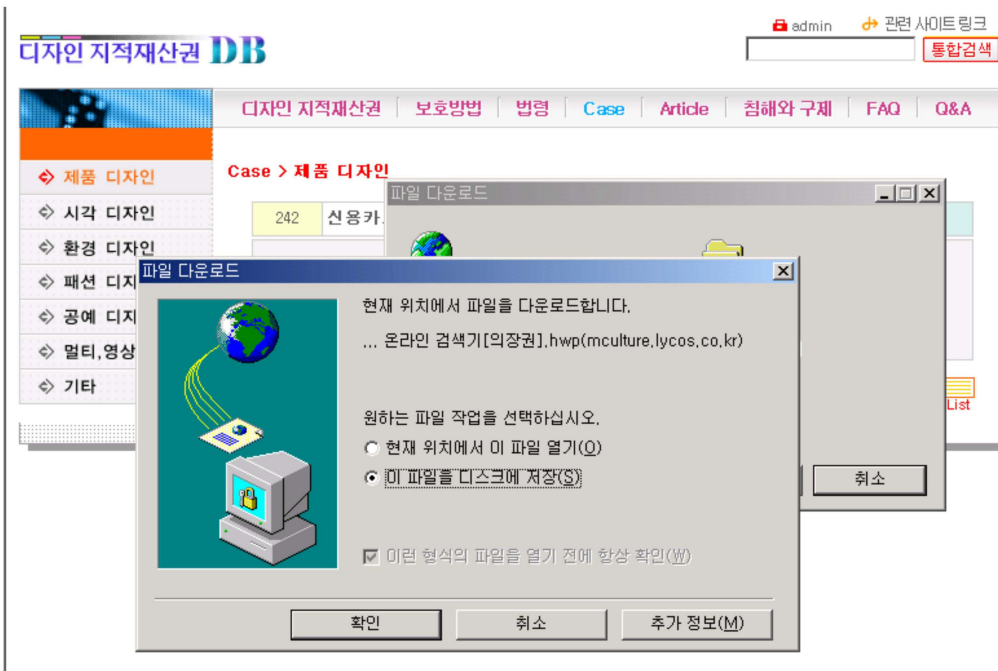 admin 관련 사이트 링크
디자인 지적재산권 DB
통합검색
디자인 지적재산권 보호방법 법령 Case Article 침해와 구제 FAQ Q&A
Case > 제품 디자인
제품 디자인
시각 디자인
환경 디자인
패션 디자
공예 디자
멀티,영상
기타
242 신용카
List
파일 다운로드
취소
파일 다운로드
현재 위치에서 파일을 다운로드합니다.
... 온라인 검색기[의장권].hwp(mculture.lycos.co.kr)
원하는 파일 작업을 선택하십시오.
현재 위치에서 이 파일 열기(O)
이 파일을 디스크에 저장(S)
이런 형식의 파일을 열기 전에 항상 확인(W)
확인 취소 추가 정보(M)